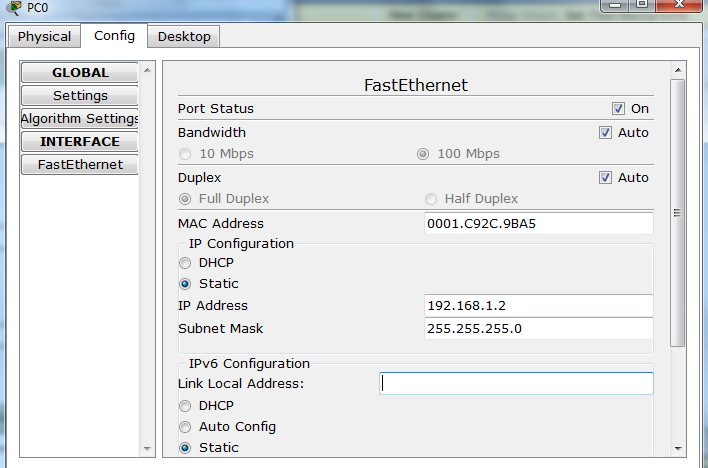 PC0
Physical Config Desktop
GLOBAL
Settings
Algorithm Settings
INTERFACE
FastEthernet
FastEthernet
Port Status On
Bandwidth Auto
10 Mbps 100 Mbps
Duplex Auto
Full Duplex Half Duplex
MAC Address 0001.C92C.9BA5
IP Configuration
DHCP
Static
IP Address 192.168.1.2
Subnet Mask 255.255.255.0
IPv6 Configuration
Link Local Address:
DHCP
Auto Config
Static